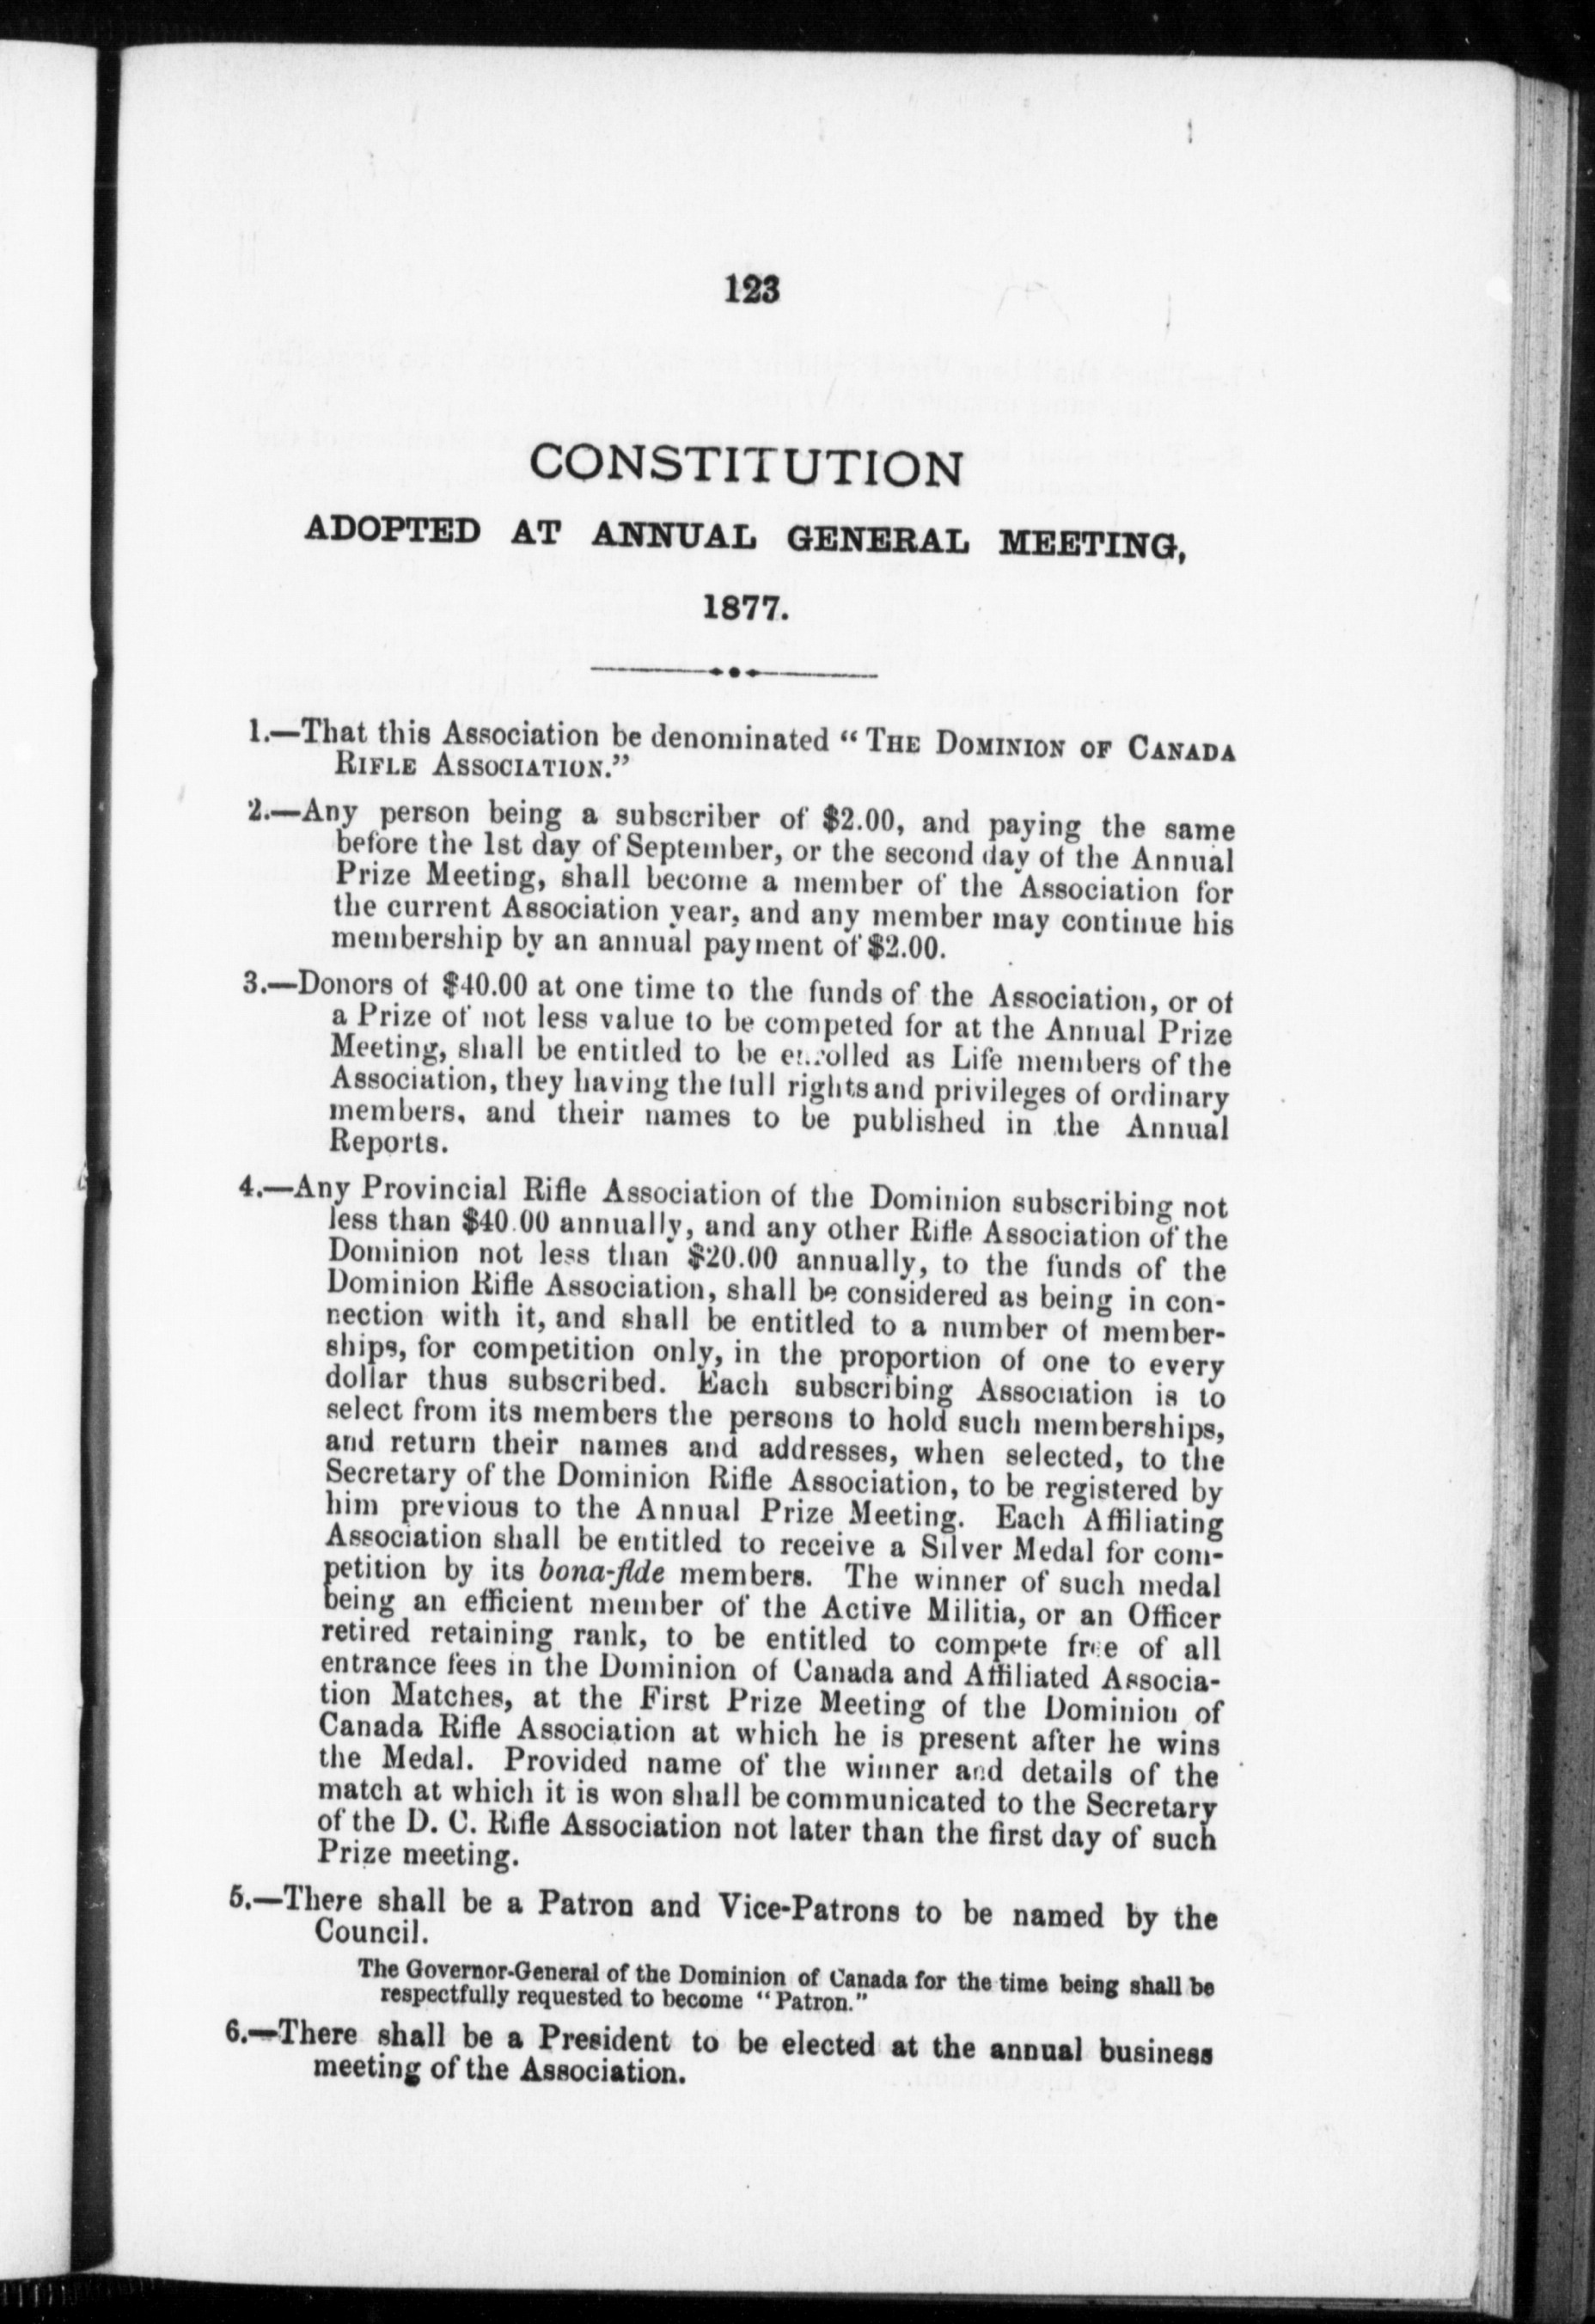 123
CONSTITUTION
ADOPTED AT ANNUAL GENERAL MEETING,
1877.
1.—That this Association be denominated “THE DOMINION OF CANADA
RIFLE ASSOCIATION.”
2.—Any person being a subscriber of $2.00, and paying the same
before the 1st day of September, or the second day of the Annual
Prize Meeting, shall become a member of the Association for
the current Association year, and any member may continue his
membership by an annual payment of $2.00.
3.—Donors of $40.00 at one time to the funds of the Association, or of
a Prize of not less value to be competed for at the Annual Prize
Meeting, shall be entitled to be enrolled as Life members of the
Association, they having the full rights and privileges of ordinary
members, and their names to be published in the Annual
Reports.
4.—Any Provincial Rifle Association of the Dominion subscribing not
less than $40.00 annually, and any other Rifle Association of the
Dominion not less than $20.00 annually, to the funds of the
Dominion Rifle Association, shall be considered as being in con-
nection with it, and shall be entitled to a number of member-
ships, for competition only, in the proportion of one to every
dollar thus subscribed. Each subscribing Association is to
select from its members the persons to hold such memberships,
and return their names and addresses, when selected, to the
Secretary of the Dominion Rifle Association, to be registered by
him previous to the Annual Prize Meeting. Each Affiliating
Association shall be entitled to receive a Silver Medal for com-
petition by its bona-fide members. The winner of such medal
being an efficient member of the Active Militia, or an Officer
retired retaining rank, to be entitled to compete free of all
entrance fees in the Dominion of Canada and Affiliated Associa-
tion Matches, at the First Prize Meeting of the Dominion of
Canada Rifle Association at which he is present after he wins
the Medal. Provided name of the winner and details of the
match at which it is won shall be communicated to the Secretary
of the D. C. Rifle Association not later than the first day of such
Prize meeting.
5.—There shall be a Patron and Vice-Patrons to be named by the
Council.
The Governor-General of the Dominion of Canada for the time being shall be
respectfully requested to become “Patron.”
6.—There shall be a President to be elected at the annual business
meeting of the Association.